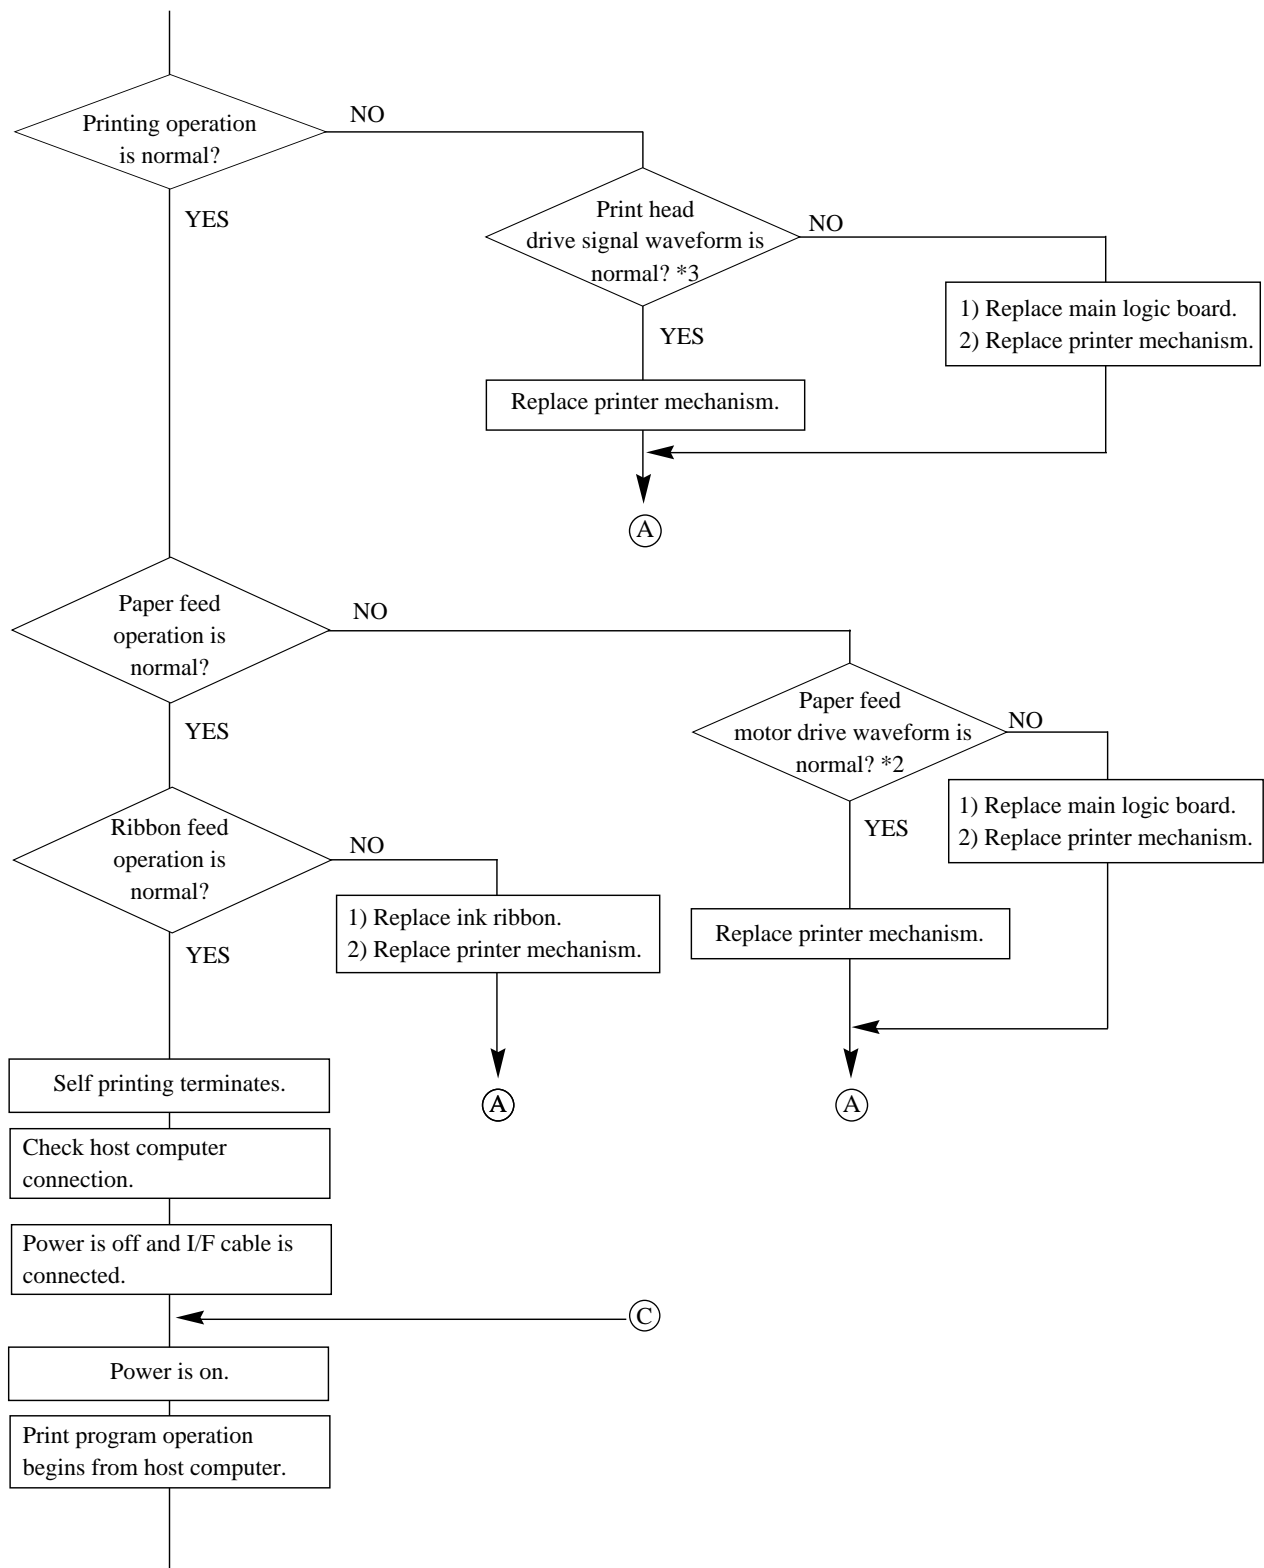 Printing operation
is normal?
NO
YES
Print head
drive signal waveform is
normal? *3
NO
YES
1) Replace main logic board.
2) Replace printer mechanism.
Replace printer mechanism.
A
Paper feed
operation is
normal?
NO
YES
Paper feed
motor drive waveform is
normal? *2
NO
YES
1) Replace main logic board.
2) Replace printer mechanism.
Replace printer mechanism.
A
Ribbon feed
operation is
normal?
NO
YES
1) Replace ink ribbon.
2) Replace printer mechanism.
A
Self printing terminates.
Check host computer
connection.
Power is off and I/F cable is
connected.
C
Power is on.
Print program operation
begins from host computer.